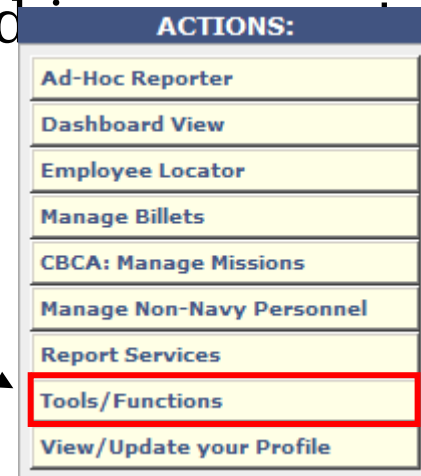 ACTIONS:
Ad-Hoc Reporter
Dashboard View
Employee Locator
Manage Billets
CBCA: Manage Missions
Manage Non-Navy Personnel
Report Services
Tools/Functions
View/Update your Profile